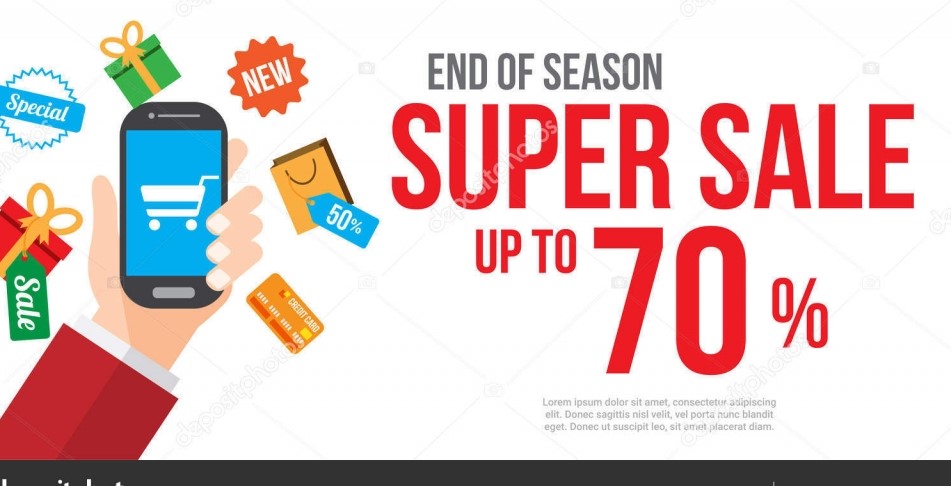 Special
NEW
END OF SEASON
SUPER SALE
50%
UP TO
70 %
Sale
CREDIT CARD
Lorem ipsum dolor sit amet, consectetur adipiscing
elit. Donec sagittis nisl velit, vel porta nunc blandit
eget. Donec ut suscipit leo, sit amet placerat diam.
depositphotos